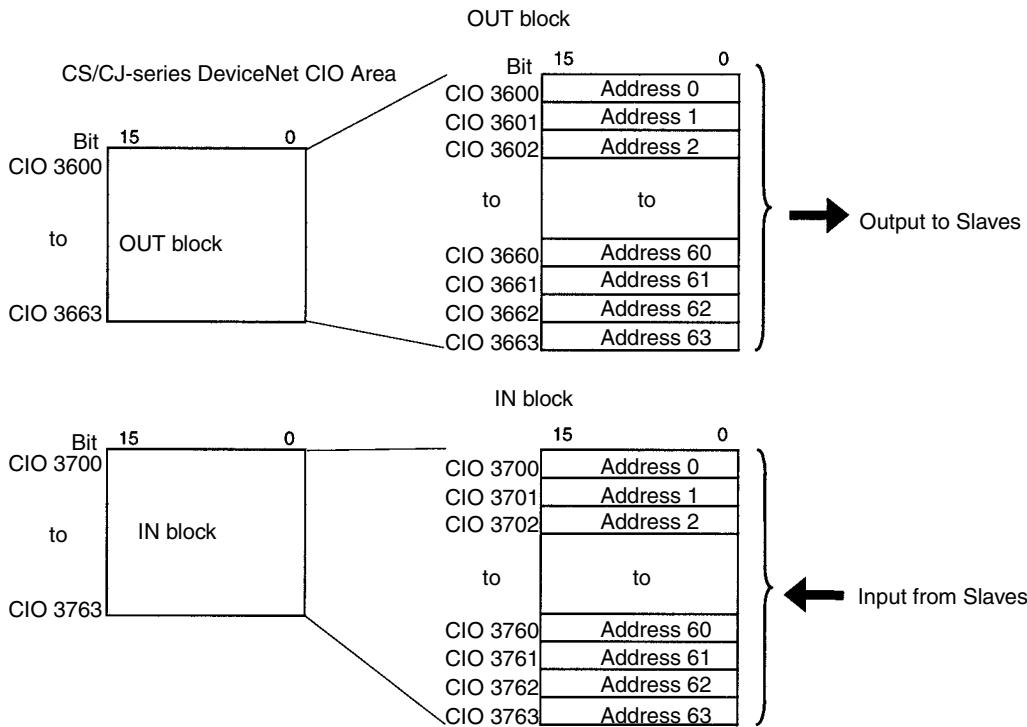 OUT block
CS/CJ-series DeviceNet CIO Area
Bit 15 0
CIO 3600
to
CIO 3663
OUT block
Bit 15 0
CIO 3600 Address 0
CIO 3601 Address 1
CIO 3602 Address 2
to to
CIO 3660 Address 60
CIO 3661 Address 61
CIO 3662 Address 62
CIO 3663 Address 63
Output to Slaves
IN block
Bit 15 0
CIO 3700
to
CIO 3763
IN block
15 0
CIO 3700 Address 0
CIO 3701 Address 1
CIO 3702 Address 2
to to
CIO 3760 Address 60
CIO 3761 Address 61
CIO 3762 Address 62
CIO 3763 Address 63
Input from Slaves